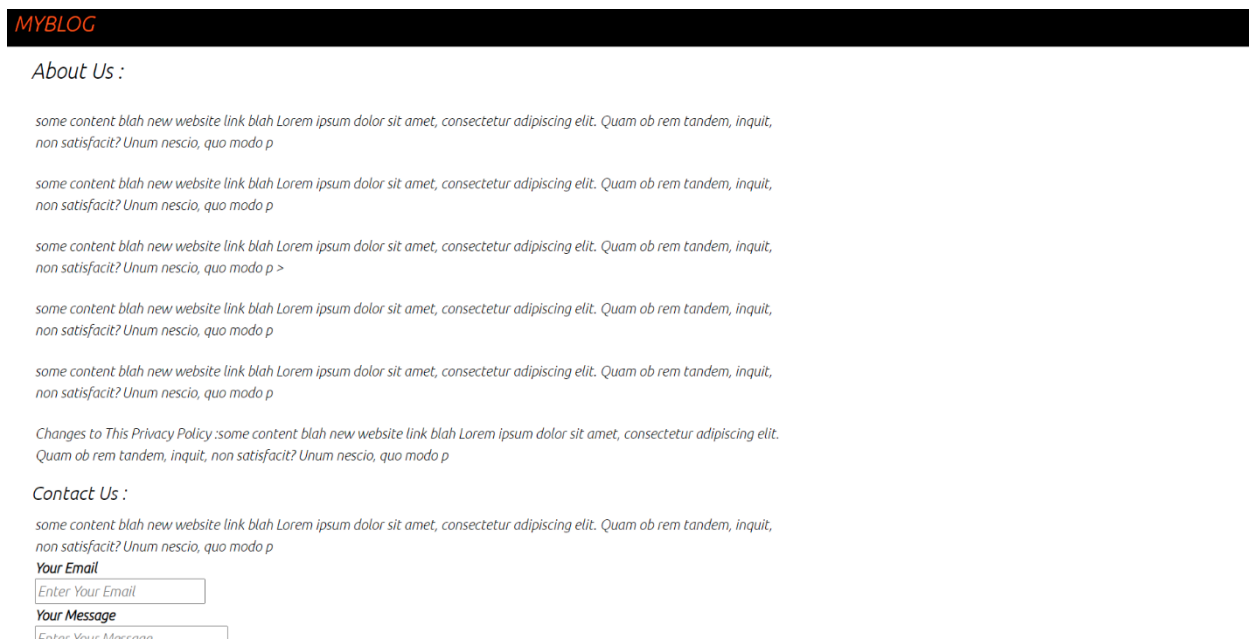 MYBLOG
About Us :
some content blah new website link blah Lorem ipsum dolor sit amet, consectetur adipiscing elit. Quam ob rem tandem, inquit,
non satisfacit? Unum nescio, quo modo p
some content blah new website link blah Lorem ipsum dolor sit amet, consectetur adipiscing elit. Quam ob rem tandem, inquit,
non satisfacit? Unum nescio, quo modo p
some content blah new website link blah Lorem ipsum dolor sit amet, consectetur adipiscing elit. Quam ob rem tandem, inquit,
non satisfacit? Unum nescio, quo modo p >
some content blah new website link blah Lorem ipsum dolor sit amet, consectetur adipiscing elit. Quam ob rem tandem, inquit,
non satisfacit? Unum nescio, quo modo p
some content blah new website link blah Lorem ipsum dolor sit amet, consectetur adipiscing elit. Quam ob rem tandem, inquit,
non satisfacit? Unum nescio, quo modo p
Changes to This Privacy Policy :some content blah new website link blah Lorem ipsum dolor sit amet, consectetur adipiscing elit.
Quam ob rem tandem, inquit, non satisfacit? Unum nescio, quo modo p
Contact Us :
some content blah new website link blah Lorem ipsum dolor sit amet, consectetur adipiscing elit. Quam ob rem tandem, inquit,
non satisfacit? Unum nescio, quo modo p
Your Email
Enter Your Email
Your Message
Enter Your Message